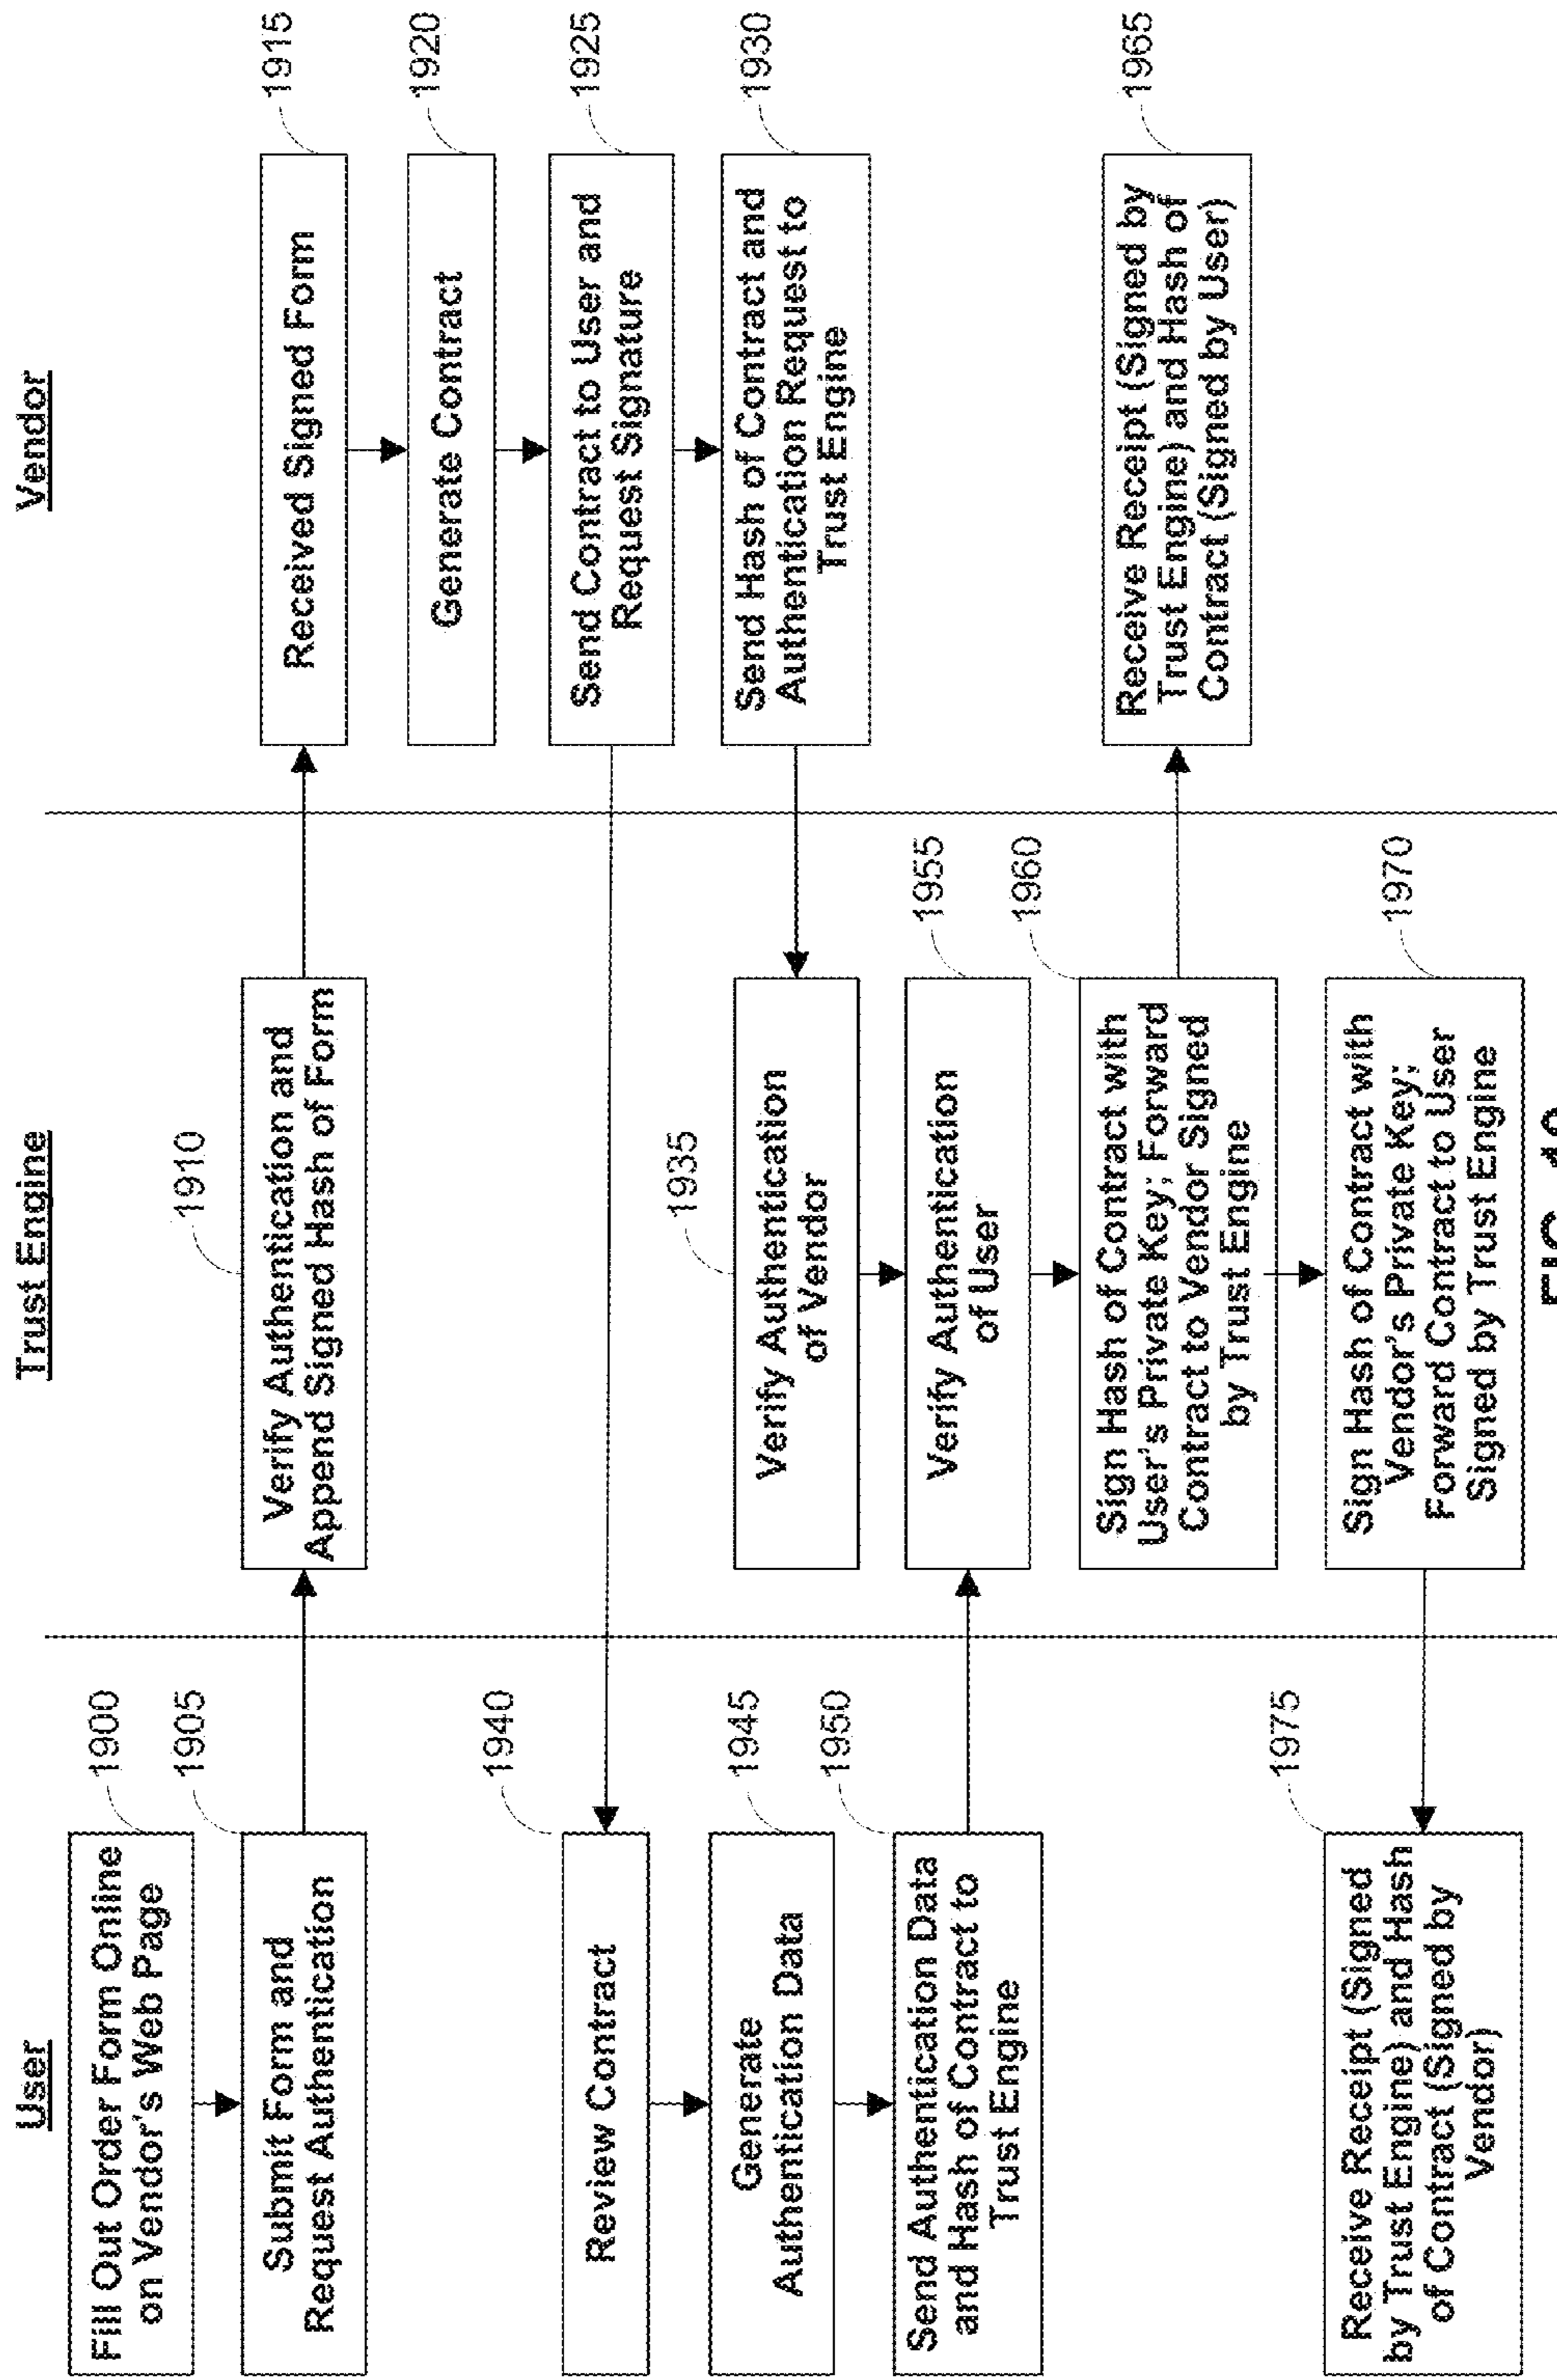 User
Trust Engine
Vendor
Fill Out Order Form Online
on Vendor's Web Page
1900
Submit Form and
Request Authentication
1905
Verify Authentication and
Append Signed Hash of Form
1910
Received Signed Form
1915
Generate Contract
1920
Send Contract to User and
Request Signature
1925
Send Hash of Contract and
Authentication Request to
Trust Engine
1930
Verify Authentication
of Vendor
1935
Review Contract
1940
Generate
Authentication Data
1945
Send Authentication Data
and Hash of Contract to
Trust Engine
1950
Verify Authentication
of User
1955
Sign Hash of Contract with
User's Private Key; Forward
Contract to Vendor Signed
by Trust Engine
1960
Receive Receipt (Signed by
Trust Engine) and Hash of
Contract (Signed by User)
1965
Sign Hash of Contract with
Vendor's Private Key;
Forward Contract to User
Signed by Trust Engine
1970
Receive Receipt (Signed
by Trust Engine) and Hash
of Contract (Signed by
Vendor)
1975